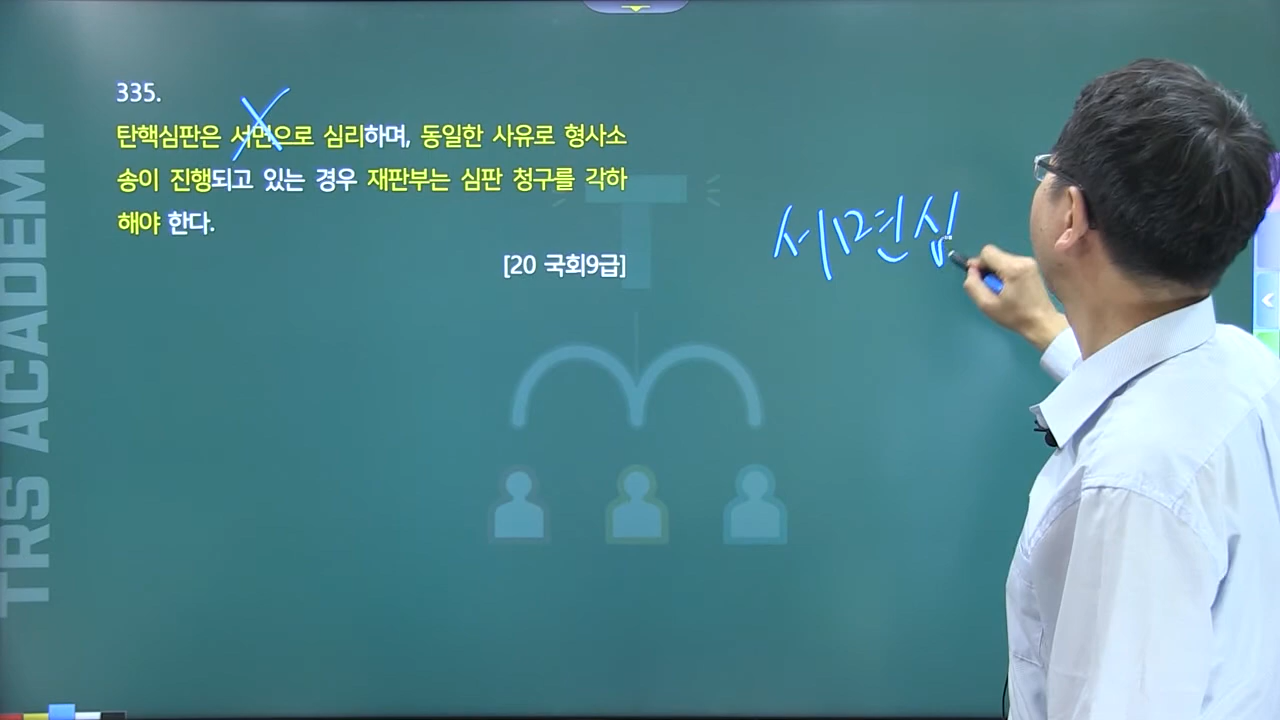 335.
탄핵심판은 서면으로 심리하며, 동일한 사유로 형사소
송이 진행되고 있는 경우 재판부는 심판 청구를 각하
해야 한다.
[20 국회9급]
서면심
TRS ACADEMY